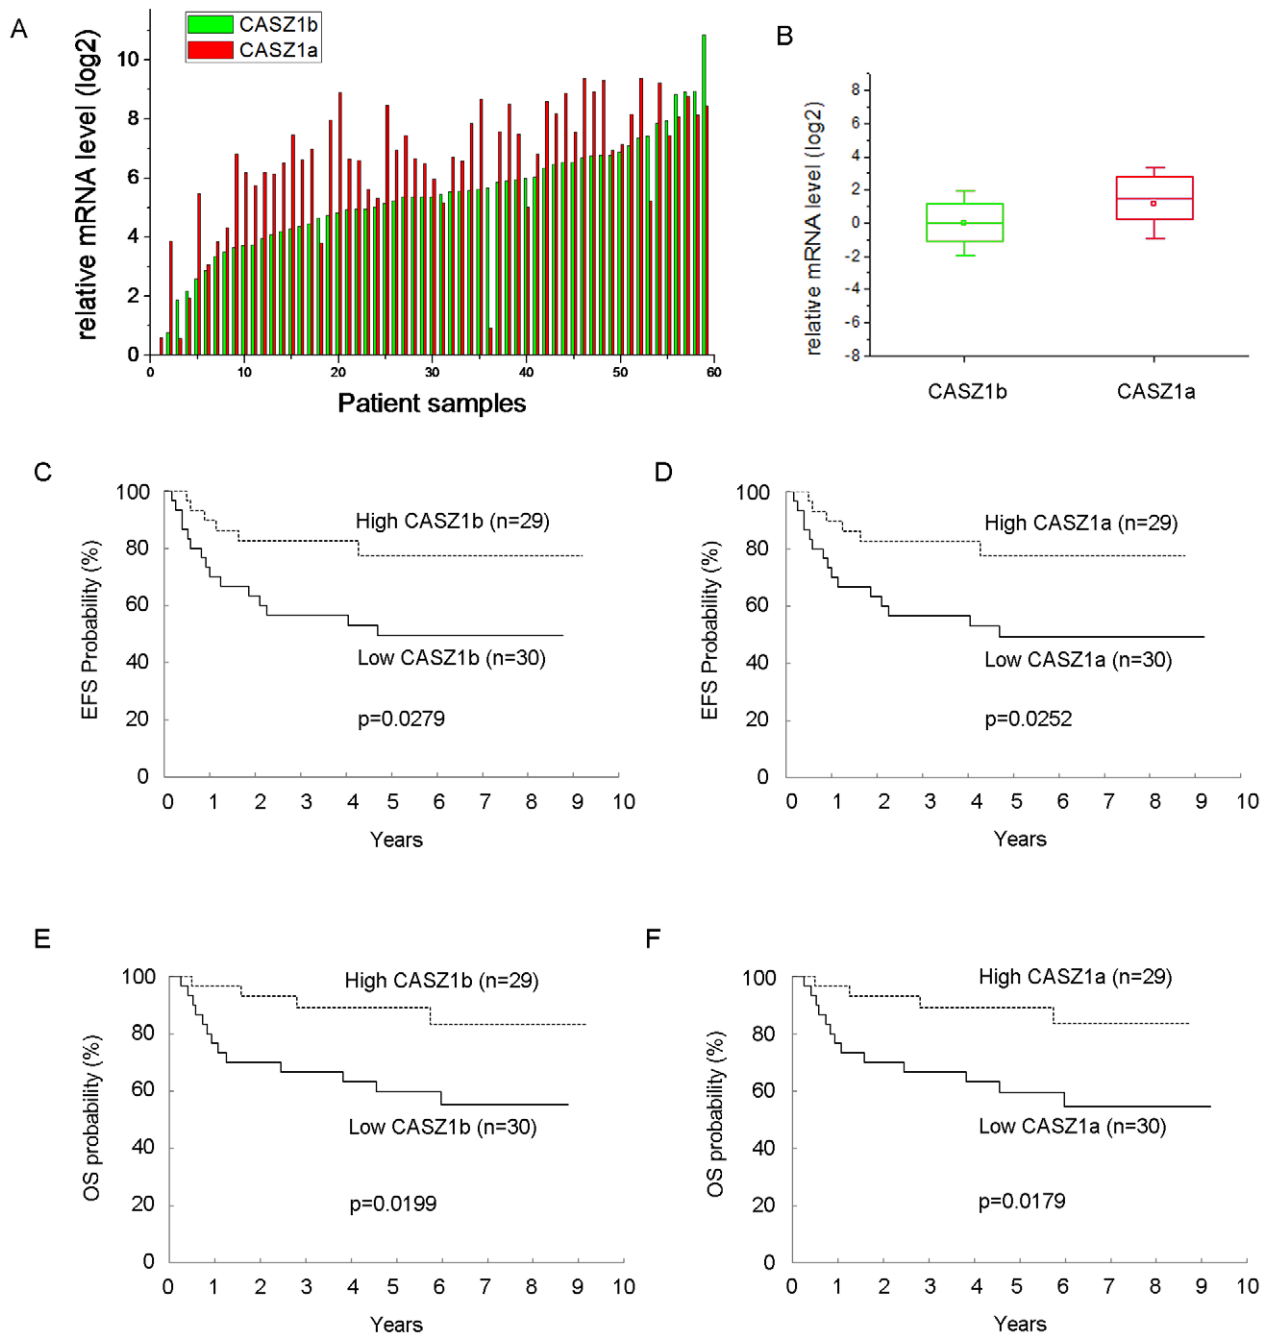 A
CASZ1b
CASZ1a
relative mRNA level (log2)
10
8
6
4
2
0
0
10
20
30
40
50
60
Patient samples
B
relative mRNA level (log2)
8
6
4
2
0
-2
-4
-6
-8
CASZ1b
CASZ1a
C
EFS Probability (%)
100
80
60
40
20
0
High CASZ1b (n=29)
Low CASZ1b (n=30)
p=0.0279
0 1 2 3 4 5 6 7 8 9 10
Years
D
EFS Probability (%)
100
80
60
40
20
0
High CASZ1a (n=29)
Low CASZ1a (n=30)
p=0.0252
0 1 2 3 4 5 6 7 8 9 10
Years
E
OS probability (%)
100
80
60
40
20
0
High CASZ1b (n=29)
Low CASZ1b (n=30)
p=0.0199
0 1 2 3 4 5 6 7 8 9 10
Years
F
OS probability (%)
100
80
60
40
20
0
High CASZ1a (n=29)
Low CASZ1a (n=30)
p=0.0179
0 1 2 3 4 5 6 7 8 9 10
Years